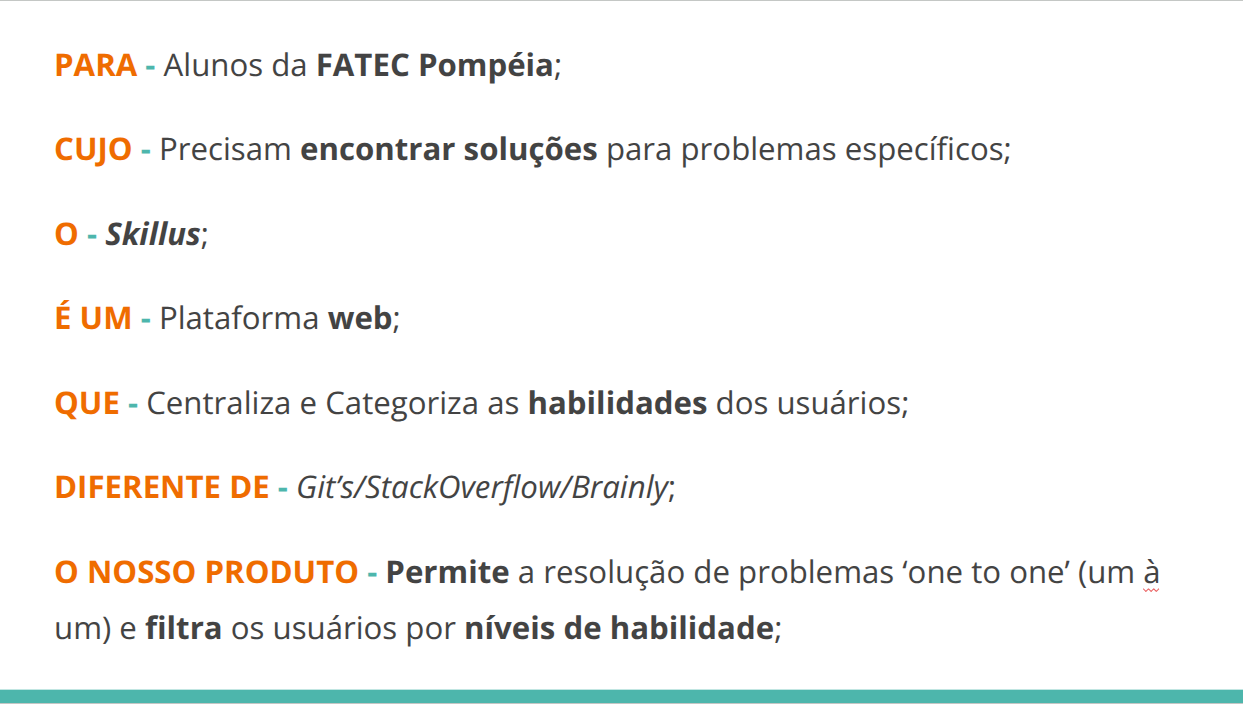 PARA - Alunos da FATEC Pompéia;
CUJO - Precisam encontrar soluções para problemas específicos;
O - Skillus;
É UM - Plataforma web;
QUE - Centraliza e Categoriza as habilidades dos usuários;
DIFERENTE DE - Git's/StackOverflow/Brainly;
O NOSSO PRODUTO - Permite a resolução de problemas ‘one to one’ (um à
um) e filtra os usuários por níveis de habilidade;